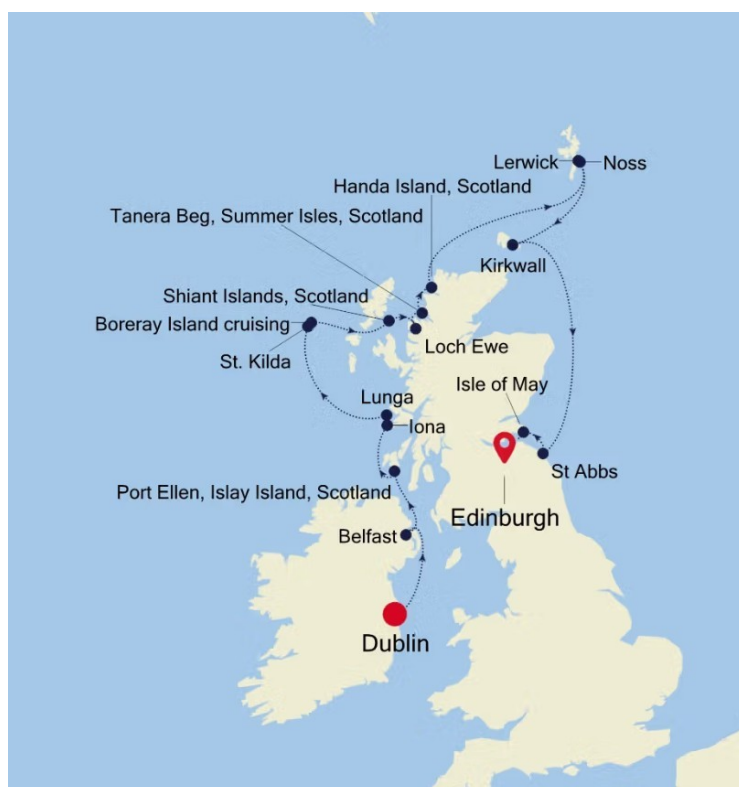 Lerwick
Noss
Handa Island, Scotland
Tanera Beg, Summer Isles, Scotland
Kirkwall
Shiant Islands, Scotland
Boreray Island cruising
Loch Ewe
St. Kilda
Isle of May
Lunga
Iona
St Abbs
Port Ellen, Islay Island, Scotland
Edinburgh
Belfast
Dublin